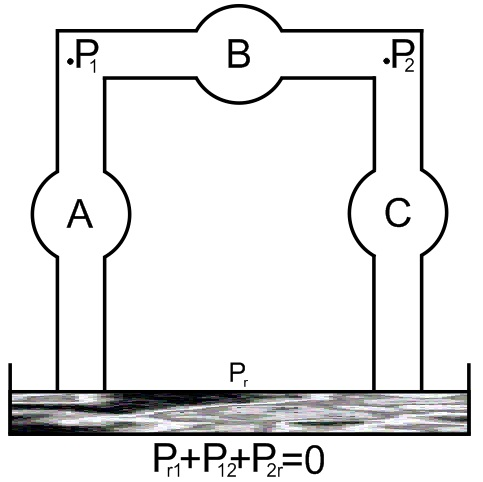 .P₁ B .P₂
A C
Pᵣ
Pᵣ₁+P₁₂+P₂ᵣ=0